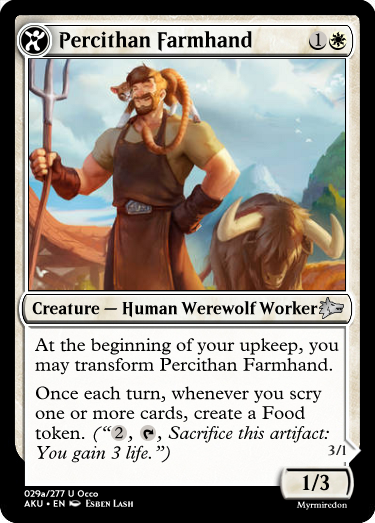 Percithan Farmhand 1
Creature — Human Werewolf Worker
At the beginning of your upkeep, you
may transform Percithan Farmhand.
Once each turn, whenever you scry
one or more cards, create a Food
token. (“2, , Sacrifice this artifact:
You gain 3 life.”)
3/1
1/3
029a/277 U Occo
AKU • EN Esben Lash
Myrmiredon